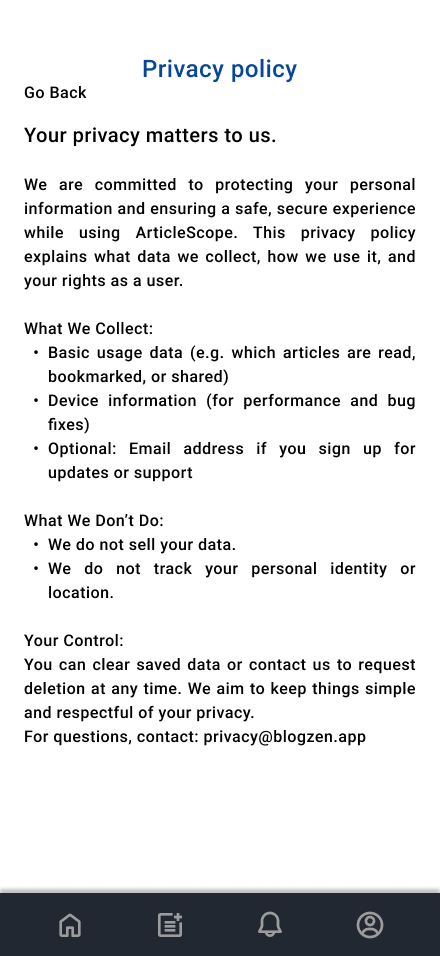 Privacy policy
Go Back
Your privacy matters to us.
We are committed to protecting your personal
information and ensuring a safe, secure experience
while using ArticleScope. This privacy policy
explains what data we collect, how we use it, and
your rights as a user.
What We Collect:
• Basic usage data (e.g. which articles are read,
bookmarked, or shared)
• Device information (for performance and bug
fixes)
• Optional: Email address if you sign up for
updates or support
What We Don’t Do:
• We do not sell your data.
• We do not track your personal identity or
location.
Your Control:
You can clear saved data or contact us to request
deletion at any time. We aim to keep things simple
and respectful of your privacy.
For questions, contact: privacy@blogzen.app